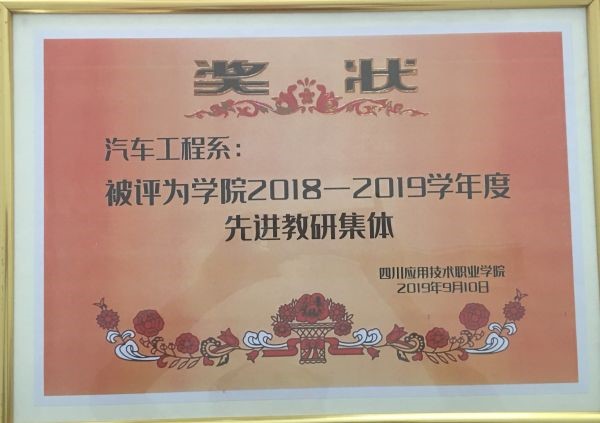 奖状
汽车工程系：
被评为学院2018—2019学年度
先进教研集体
四川应用技术职业学院
2019年9月10日